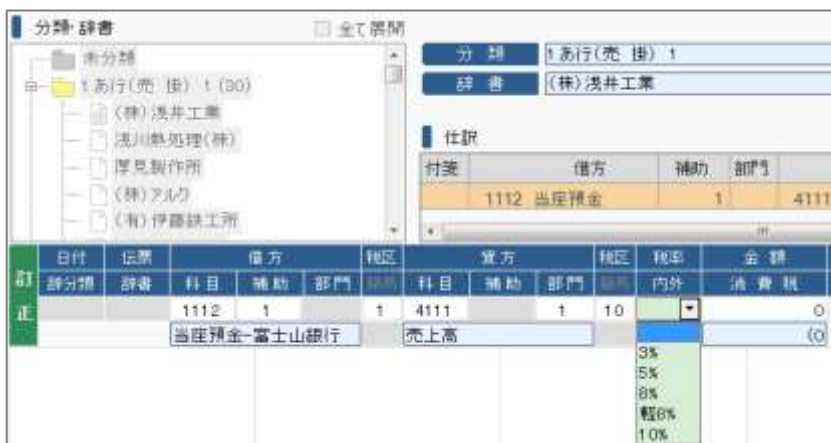 分類・辞書
全て展開
未分類
1 あ行(売 掛) 1 (30)
(株)浅井工業
浅川熱処理(株)
厚見製作所
(株)アルク
(有)伊藤鉄工所
分 類 1 あ行(売 掛) 1
辞 書 (株)浅井工業
仕訳
付箋 借方 補助 部門
1112 当座預金 1 4111
訂正
日付 伝票 借方 税区 貸方 税区 税率 金 額
辞分類 辞書 科目 補助 部門 科目 補助 部門 内外 消 費 税
1112 1 1 4111 1 10 0
当座預金-富士山銀行 売上高 (0
3%
5%
8%
軽8%
10%